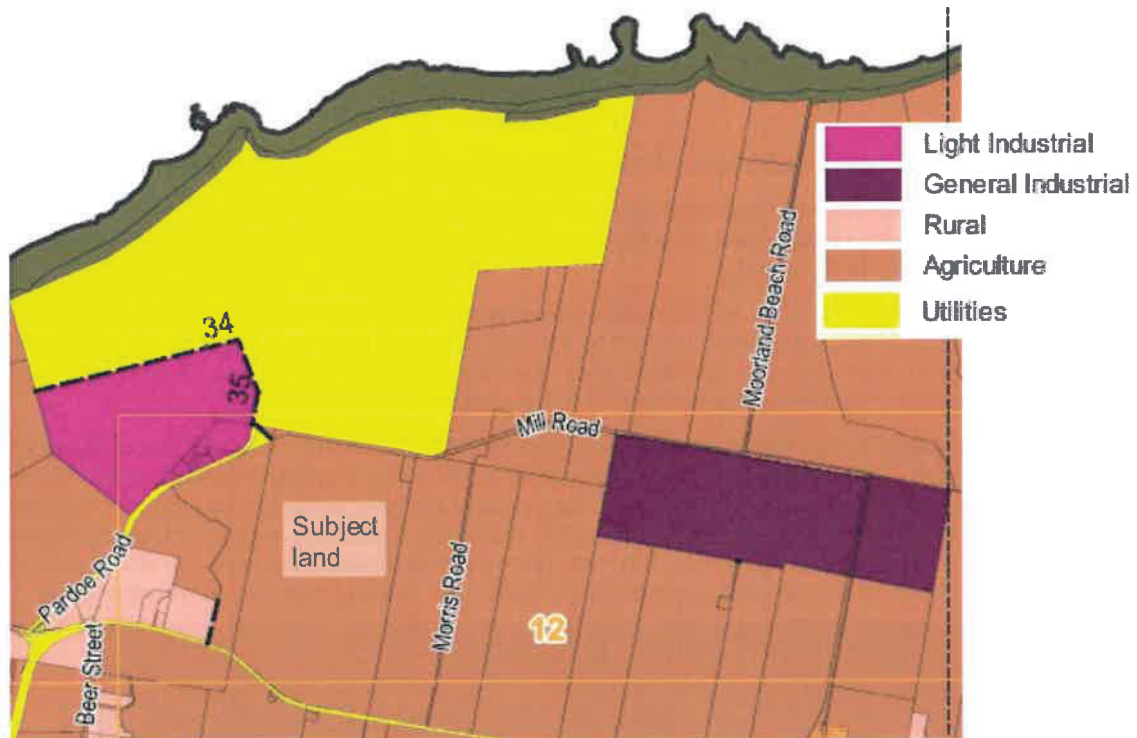 Light Industrial
General Industrial
Rural
Agriculture
Utilities
34
35
Moorland Beach Road
Mill Road
Subject
land
Pardoe Road
Morris Road
12
Beer Street